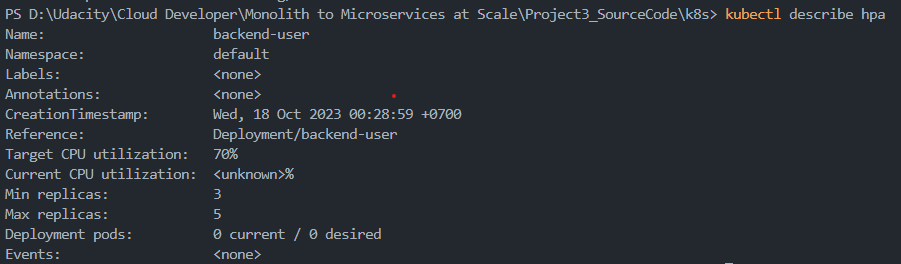 PS D:\Udacity\Cloud Developer\Monolith to Microservices at Scale\Project3_SourceCode\k8s> kubectl describe hpa
Name: backend-user
Namespace: default
Labels: <none>
Annotations: <none>
CreationTimestamp: Wed, 18 Oct 2023 00:28:59 +0700
Reference: Deployment/backend-user
Target CPU utilization: 70%
Current CPU utilization: <unknown>%
Min replicas: 3
Max replicas: 5
Deployment pods: 0 current / 0 desired
Events: <none>